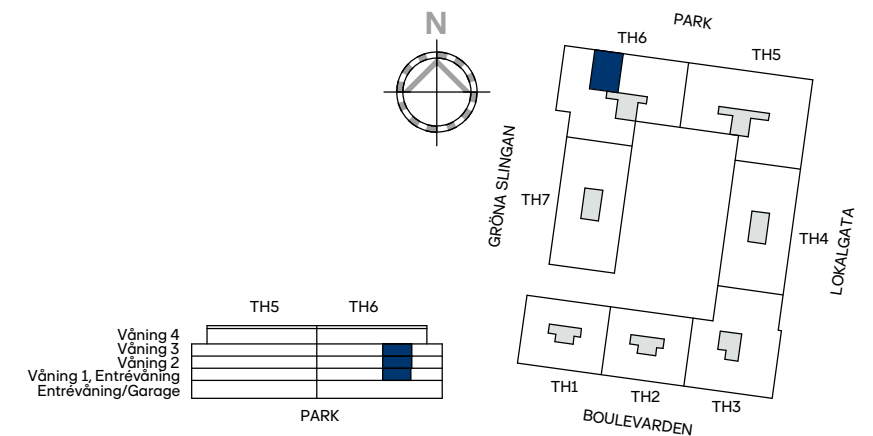 N
PARK
TH6
TH5
GRÖNA SLINGAN
TH7
TH4
LOKALGATA
TH5 TH6
Våning 4
Våning 3
Våning 2
Våning 1, Entrévåning
Entrévåning/Garage
PARK
TH1
TH2
TH3
BOULEVARDEN